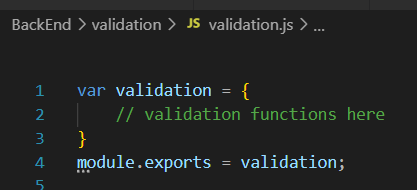 BackEnd > validation > JS validation.js > ...
1 var validation = {
2 // validation functions here
3 }
4 module.exports = validation;
5